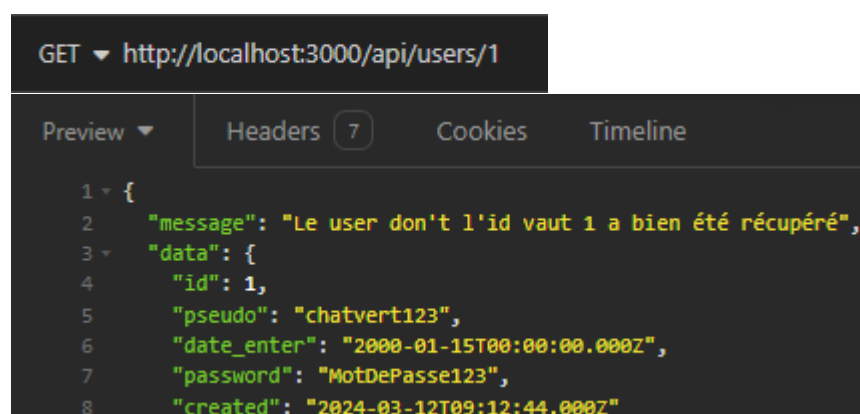 GET http://localhost:3000/api/users/1
Preview Headers 7 Cookies Timeline
1 {
2 "message": "Le user don't l'id vaut 1 a bien été récupéré",
3 "data": {
4 "id": 1,
5 "pseudo": "chatvert123",
6 "date_enter": "2000-01-15T00:00:00.000Z",
7 "password": "MotDePasse123",
8 "created": "2024-03-12T09:12:44.000Z"